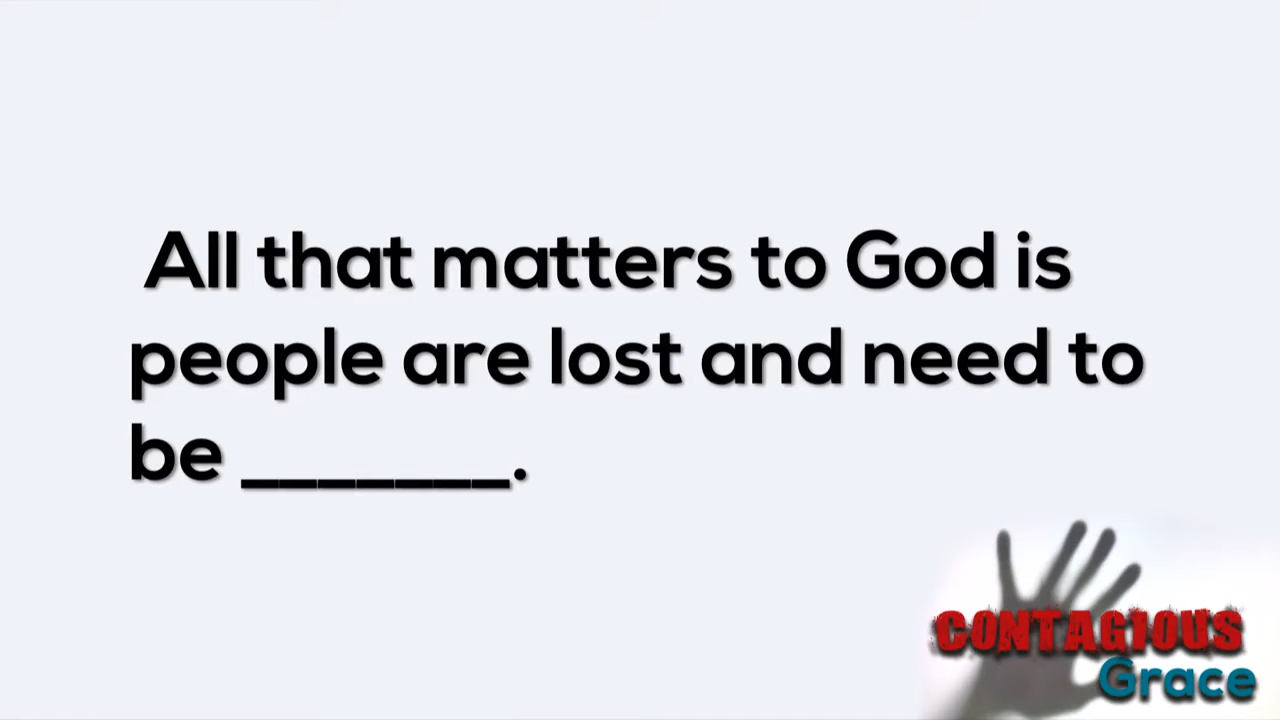 All that matters to God is
people are lost and need to
be _______.
CONTAGIOUS
Grace